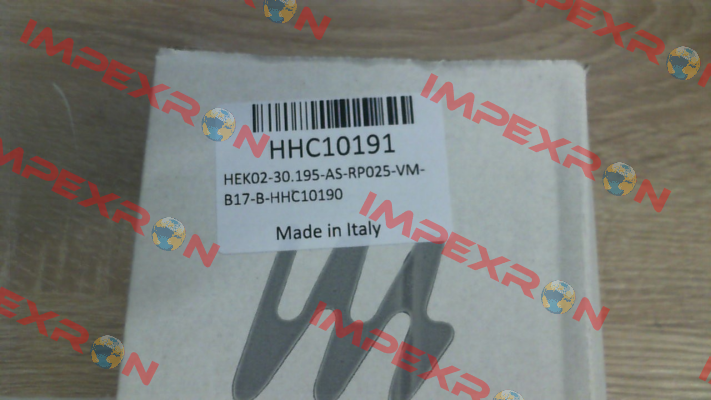 IMPEXRON
IMPEXRON
IMPEXRON
HHC10191
HEK02-30.195-AS-RP025-VM-
B17-B-HHC10190
Made in Italy
IMPEXRON
IMPEXRON
IMPEXRON
IMPEXRON
IMPEXRON